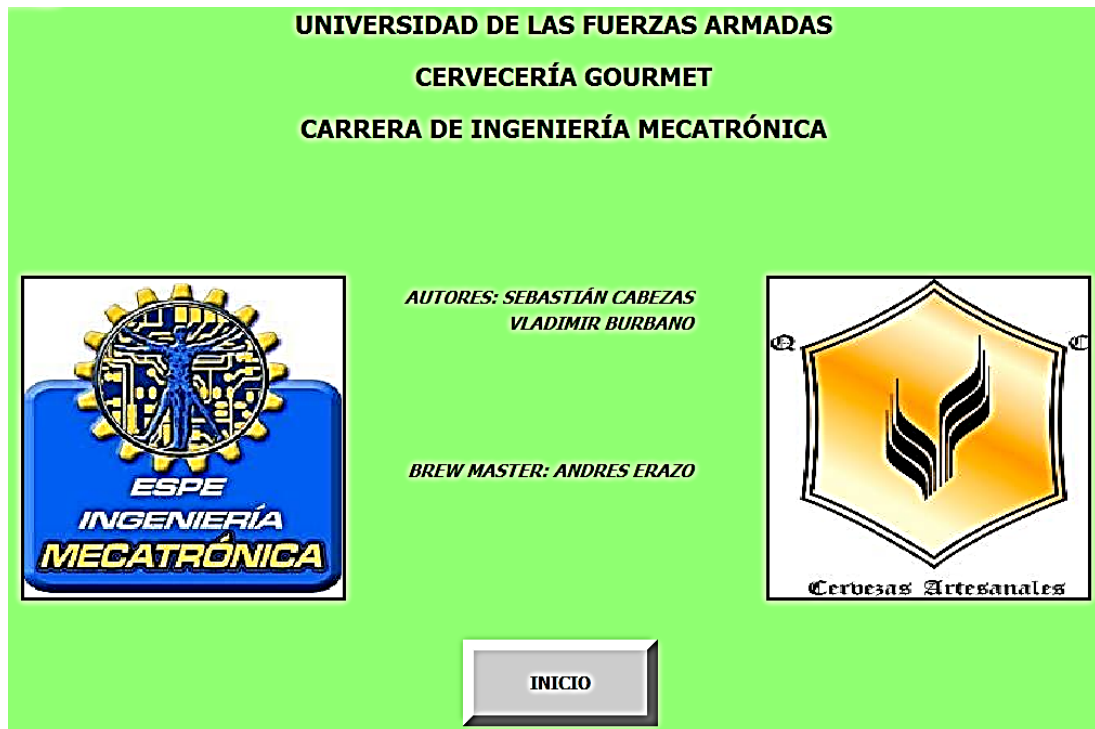 UNIVERSIDAD DE LAS FUERZAS ARMADAS
CERVECERÍA GOURMET
CARRERA DE INGENIERÍA MECATRÓNICA
AUTORES: SEBASTIÁN CABEZAS
VLADIMIR BURBANO
BREW MASTER: ANDRES ERAZO
ESPE
INGENIERÍA
MECATRÓNICA
Q C
Cervezas Artesanales
INICIO